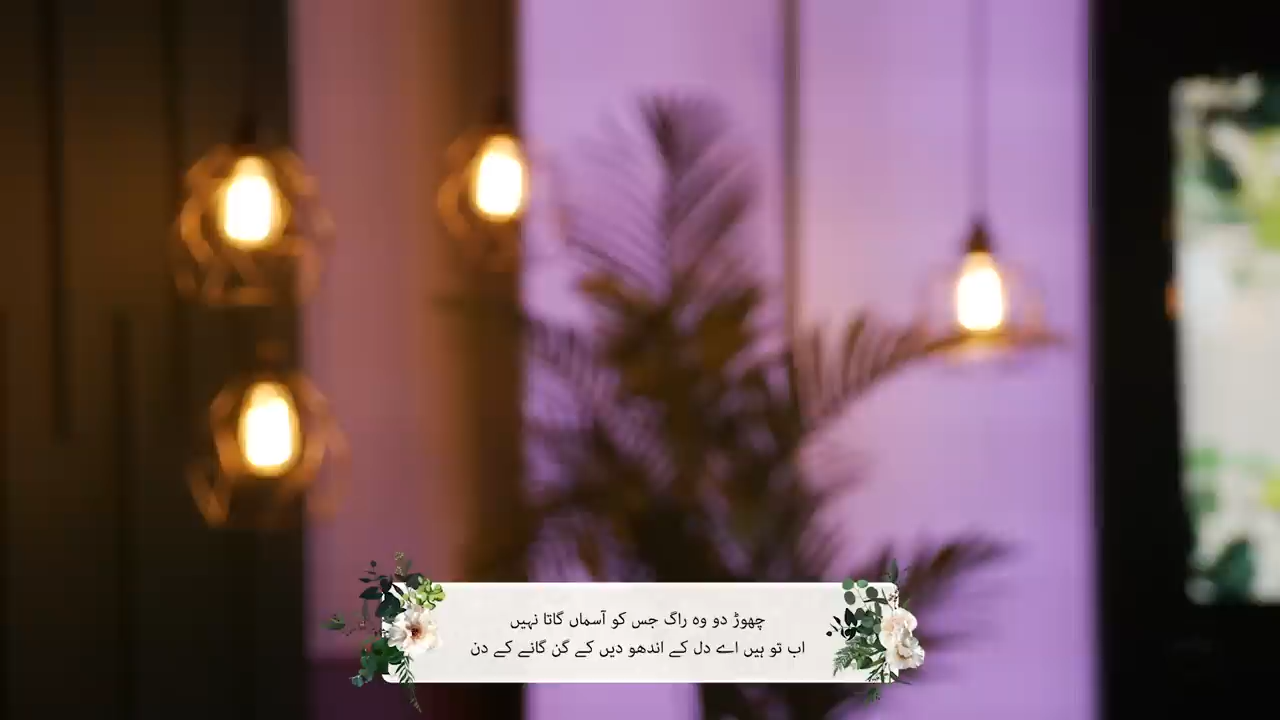 چھوڑ دو وہ راگ جس کو آسماں گاتا نہیں
اب تو ہیں اے دل کے اندھو دیں کے گن گانے کے دن